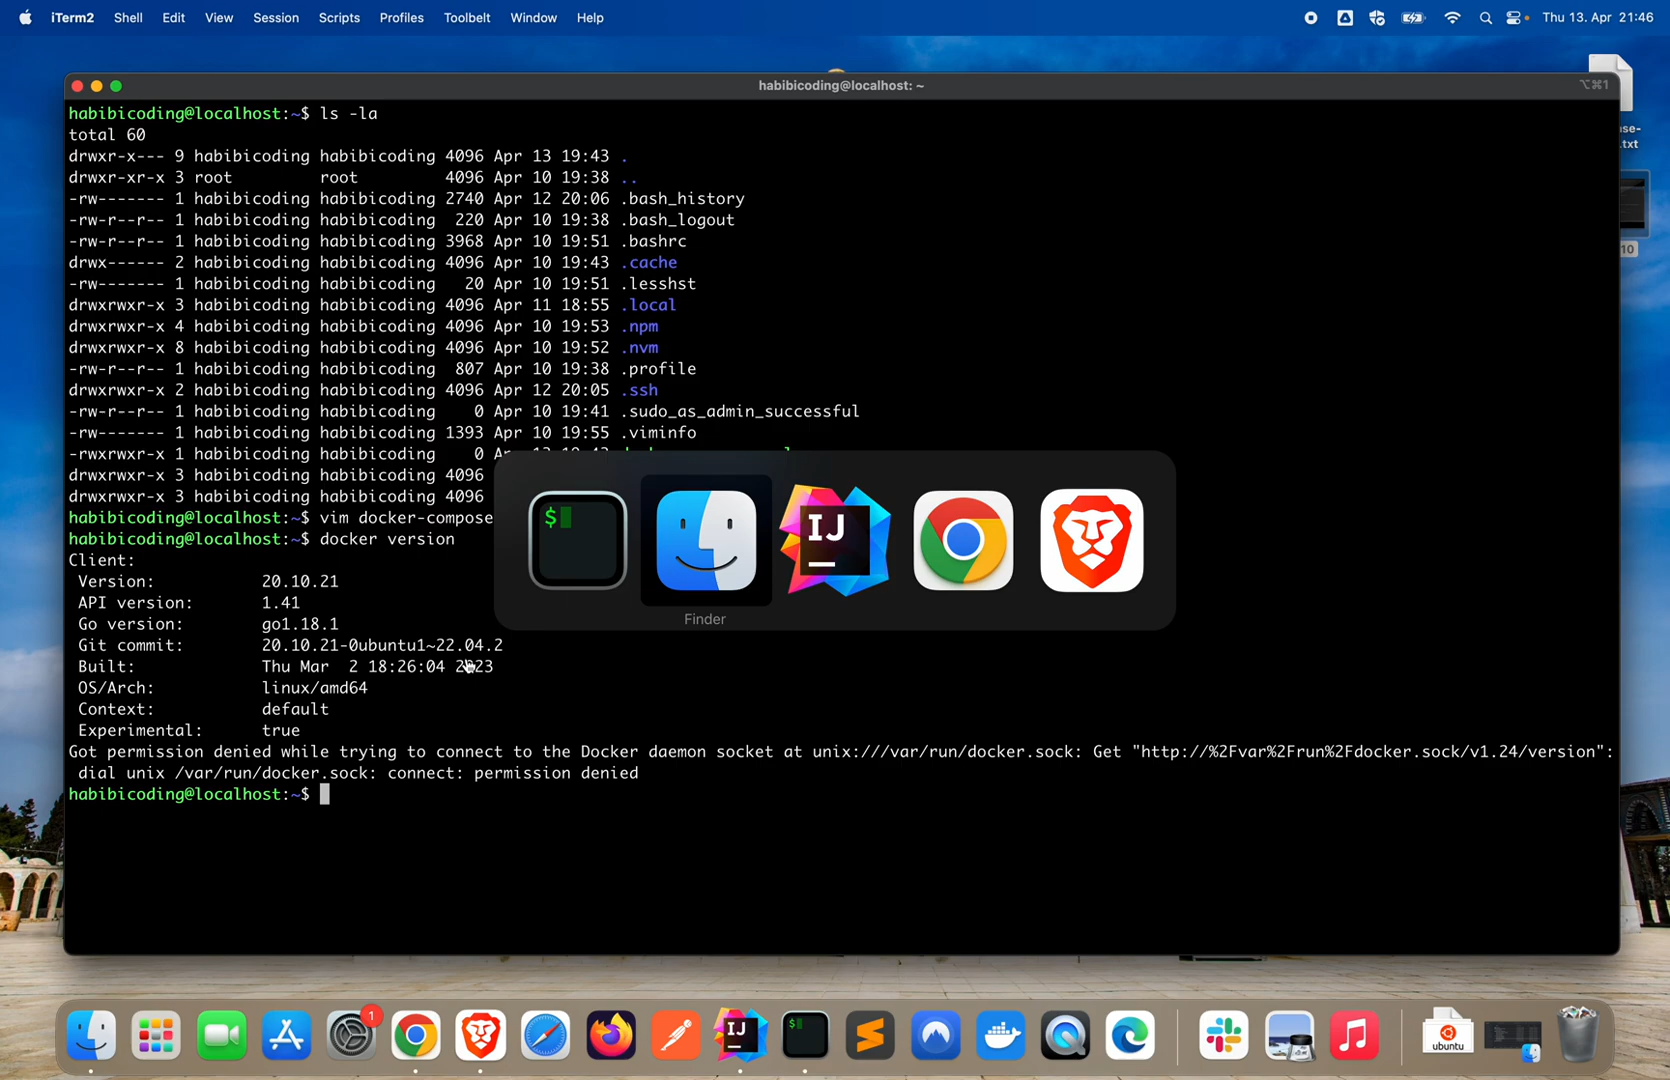 iTerm2 Shell Edit View Session Scripts Profiles Toolbelt Window Help Thu 13. Apr 21:46
habibicoding@localhost: ~ ⌥⌘1
habibicoding@localhost:~$ ls -la
total 60
drwxr-x--- 9 habibicoding habibicoding 4096 Apr 13 19:43 .
drwxr-xr-x 3 root root 4096 Apr 10 19:38 ..
-rw------- 1 habibicoding habibicoding 2740 Apr 12 20:06 .bash_history
-rw-r--r-- 1 habibicoding habibicoding 220 Apr 10 19:38 .bash_logout
-rw-r--r-- 1 habibicoding habibicoding 3968 Apr 10 19:51 .bashrc
drwx------ 2 habibicoding habibicoding 4096 Apr 10 19:43 .cache
-rw------- 1 habibicoding habibicoding 20 Apr 10 19:51 .lesshst
drwxrwxr-x 3 habibicoding habibicoding 4096 Apr 11 18:55 .local
drwxrwxr-x 4 habibicoding habibicoding 4096 Apr 10 19:53 .npm
drwxrwxr-x 8 habibicoding habibicoding 4096 Apr 10 19:52 .nvm
-rw-r--r-- 1 habibicoding habibicoding 807 Apr 10 19:38 .profile
drwxrwxr-x 2 habibicoding habibicoding 4096 Apr 12 20:05 .ssh
-rw-r--r-- 1 habibicoding habibicoding 0 Apr 10 19:41 .sudo_as_admin_successful
-rw------- 1 habibicoding habibicoding 1393 Apr 10 19:55 .viminfo
-rwxrwxr-x 1 habibicoding habibicoding 0
drwxrwxr-x 3 habibicoding habibicoding 4096
drwxrwxr-x 3 habibicoding habibicoding 4096
habibicoding@localhost:~$ vim docker-compose
habibicoding@localhost:~$ docker version
Client:
Version: 20.10.21
API version: 1.41
Go version: go1.18.1
Git commit: 20.10.21-0ubuntu1~22.04.2
Built: Thu Mar 2 18:26:04 2023
OS/Arch: linux/amd64
Context: default
Experimental: true
Got permission denied while trying to connect to the Docker daemon socket at unix:///var/run/docker.sock: Get "http://%2Fvar%2Frun%2Fdocker.sock/v1.24/version":
dial unix /var/run/docker.sock: connect: permission denied
habibicoding@localhost:~$
$
IJ
Finder
se-
.txt
10
1
IJ
$
ubuntu